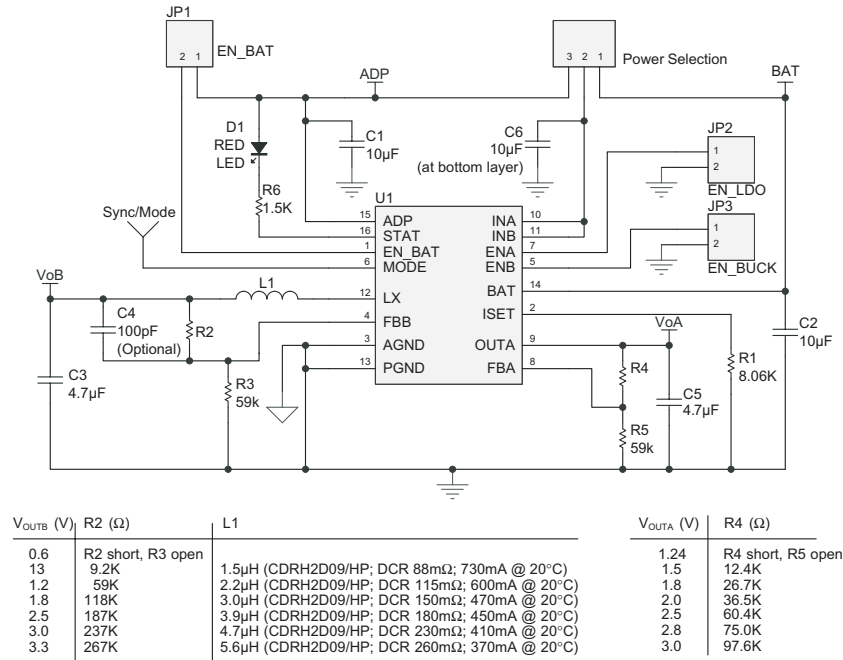 JP1
2 1
EN_BAT
ADP
3 2 1
Power Selection
BAT
D1
RED
LED
C1
10µF
C6
10µF
(at bottom layer)
JP2
1
2
EN_LDO
R6
1.5K
U1
JP3
1
2
EN_BUCK
Sync/Mode
15 ADP
16 STAT
1 EN_BAT
6 MODE
12 LX
4 FBB
3 AGND
13 PGND
INA 10
INB 11
ENA 7
ENB 5
BAT 14
ISET 2
OUTA 9
FBA 8
VoB
L1
C4
100pF
(Optional)
R2
VoA
C2
10µF
R1
8.06K
C3
4.7µF
R3
59k
R4
C5
4.7µF
R5
59k
VOUTB (V) R2 (Ω) L1
0.6 R2 short, R3 open
13 9.2K 1.5µH (CDRH2D09/HP; DCR 88mΩ; 730mA @ 20°C)
1.2 59K 2.2µH (CDRH2D09/HP; DCR 115mΩ; 600mA @ 20°C)
1.8 118K 3.0µH (CDRH2D09/HP; DCR 150mΩ; 470mA @ 20°C)
2.5 187K 3.9µH (CDRH2D09/HP; DCR 180mΩ; 450mA @ 20°C)
3.0 237K 4.7µH (CDRH2D09/HP; DCR 230mΩ; 410mA @ 20°C)
3.3 267K 5.6µH (CDRH2D09/HP; DCR 260mΩ; 370mA @ 20°C)
VOUTA (V) R4 (Ω)
1.24 R4 short, R5 open
1.5 12.4K
1.8 26.7K
2.0 36.5K
2.5 60.4K
2.8 75.0K
3.0 97.6K